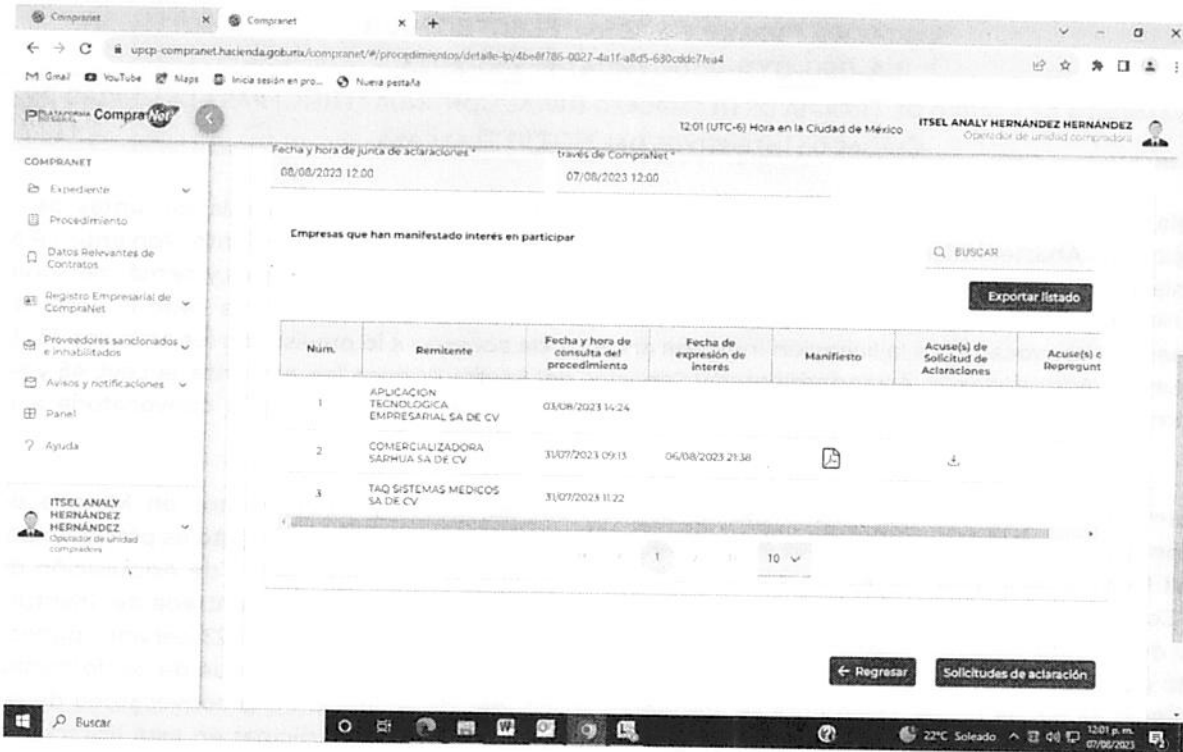 Compranet
Compranet
upcp-compranet.hacienda.gob.mx/compranet/#/procedimientos/detalle-lp/4be8f786-0027-4a1f-a8d5-630cddc7fea4
Gmail YouTube Maps Inicia sesión en pro... Nueva pestaña
CompraNet
12:01 (UTC-6) Hora en la Ciudad de México
ITSEL ANALY HERNÁNDEZ HERNÁNDEZ
Operador de unidad compradora
COMPRANET
Expediente
Procedimiento
Datos Relevantes de
Contratos
Registro Empresarial de
CompraNet
Proveedores sancionados
e inhabilitados
Avisos y notificaciones
Panel
Ayuda
ITSEL ANALY
HERNÁNDEZ
HERNÁNDEZ
Operador de unidad
compradora
Fecha y hora de junta de aclaraciones *
través de CompraNet *
08/08/2023 12:00
07/08/2023 12:00
Empresas que han manifestado interés en participar
BUSCAR
Exportar listado
Num. Remitente Fecha y hora de consulta del procedimiento Fecha de expresión de interés Manifiesto Acuse(s) de Solicitud de Aclaraciones Acuse(s) d Repregunt
1 APLICACION TECNOLOGICA EMPRESARIAL SA DE CV 03/08/2023 14:24
2 COMERCIALIZADORA SARHUA SA DE CV 31/07/2023 09:13 06/08/2023 21:38
3 TAQ SISTEMAS MEDICOS SA DE CV 31/07/2023 11:22
1 10
Regresar Solicitudes de aclaración
Buscar
22°C Soleado
12:01 p. m.
07/08/2023